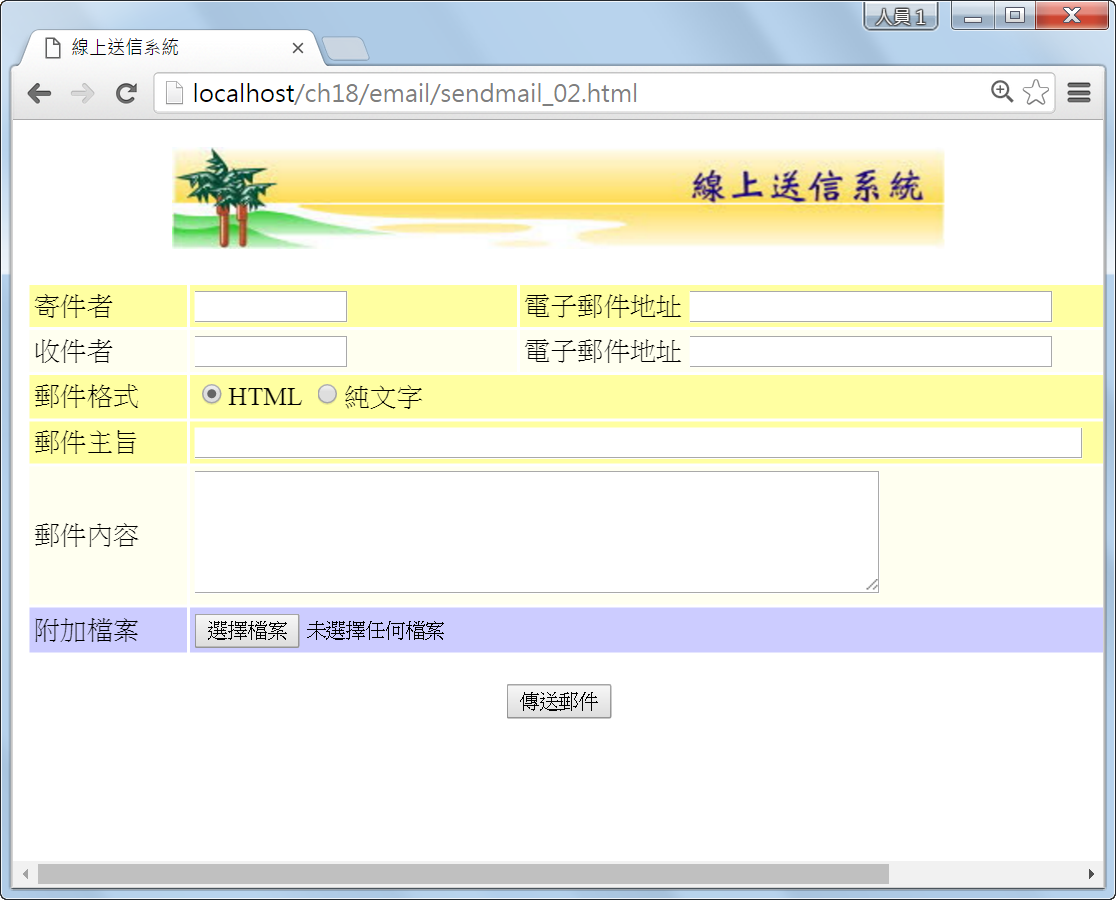 人員 1
線上送信系統
localhost/ch18/email/sendmail_02.html
線上送信系統
寄件者 電子郵件地址
收件者 電子郵件地址
郵件格式 HTML 純文字
郵件主旨
郵件內容
附加檔案 選擇檔案 未選擇任何檔案
傳送郵件